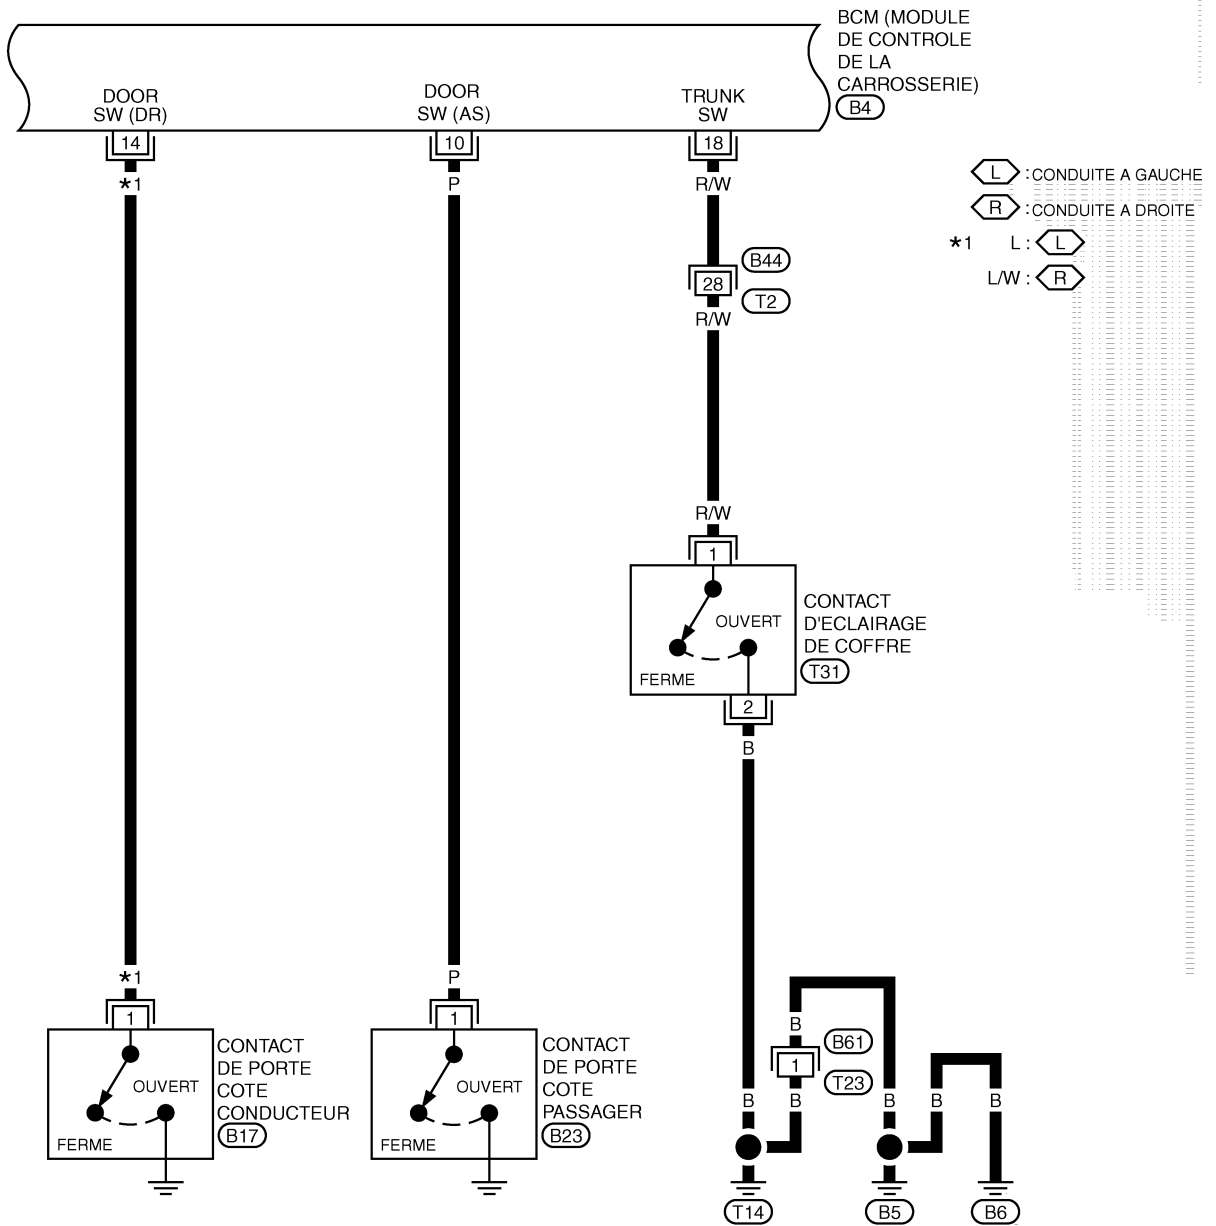 BCM (MODULE
DE CONTROLE
DE LA
CARROSSERIE)
B4
DOOR
SW (DR)
DOOR
SW (AS)
TRUNK
SW
14
10
18
*1
P
R/W
L : CONDUITE A GAUCHE
R : CONDUITE A DROITE
*1 L : L
L/W : R
B44
28
T2
R/W
R/W
1
OUVERT
FERME
CONTACT
D'ECLAIRAGE
DE COFFRE
T31
2
B
*1
P
1
OUVERT
FERME
CONTACT
DE PORTE
COTE
CONDUCTEUR
B17
1
OUVERT
FERME
CONTACT
DE PORTE
COTE
PASSAGER
B23
B
B61
1
T23
B
B
B
B
B
T14
B5
B6